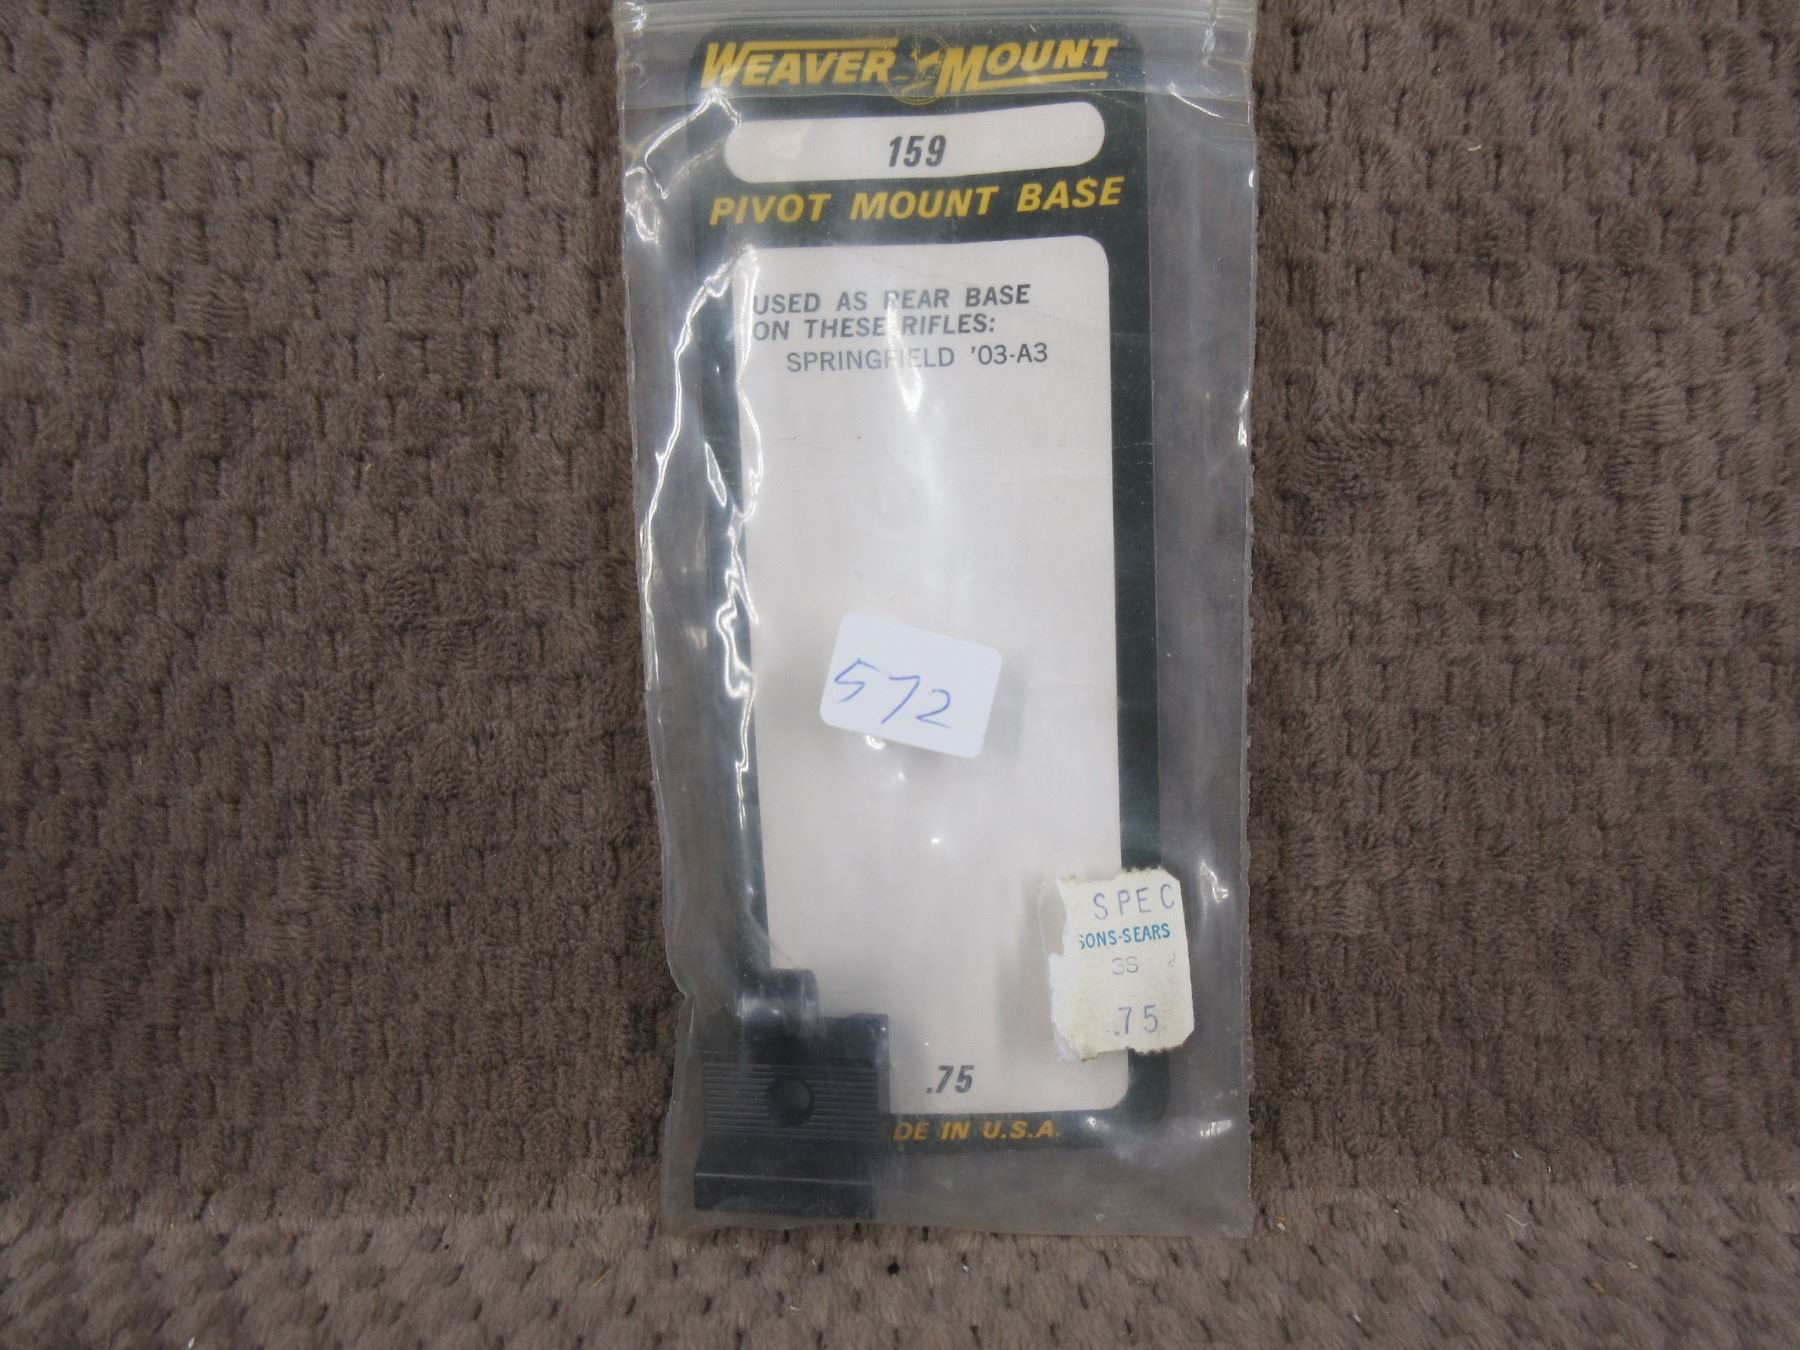 WEAVER MOUNT
159
PIVOT MOUNT BASE
USED AS REAR BASE
ON THESE RIFLES:
SPRINGFIELD '03-A3
572
SPEC
SONS-SEARS
3S
.75
.75
DE IN U.S.A.